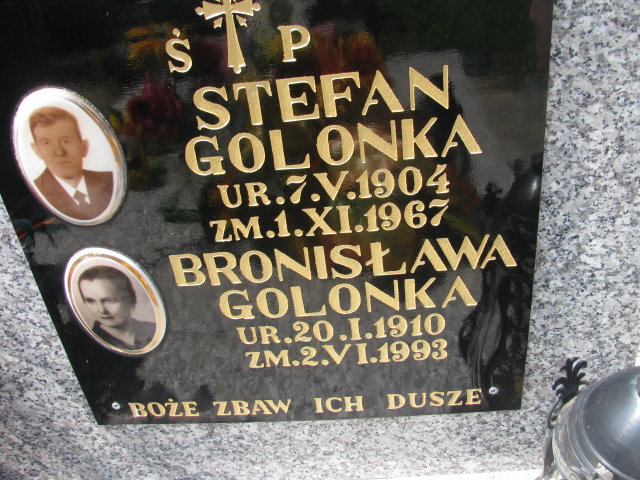 Ś P
STEFAN
GOLONKA
UR.7.V.1904
ZM.1.XI.1967
BRONISŁAWA
GOLONKA
UR.20.I.1910
ZM.2.VI.1993
BOŻE ZBAW ICH DUSZE